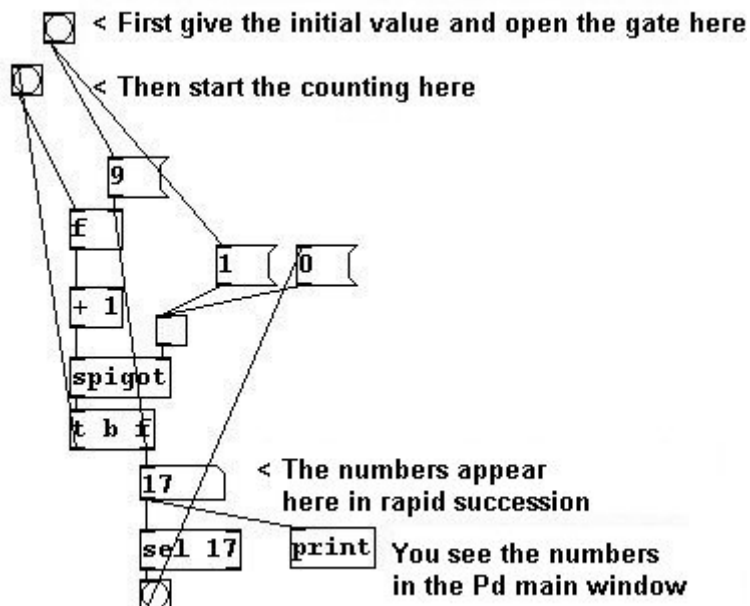 < First give the initial value and open the gate here
< Then start the counting here
9
f
1 0
+ 1
spigot
t b f
17
< The numbers appear
here in rapid succession
sel 17
print
You see the numbers
in the Pd main window